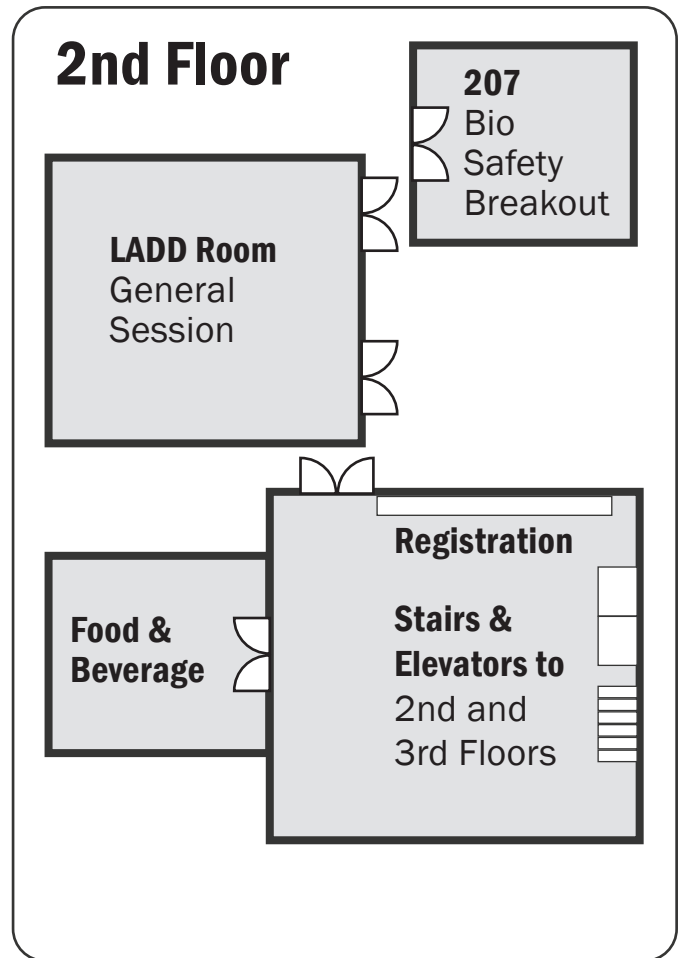 2nd Floor
207
Bio
Safety
Breakout
LADD Room
General
Session
Registration
Stairs &
Elevators to
2nd and
3rd Floors
Food &
Beverage